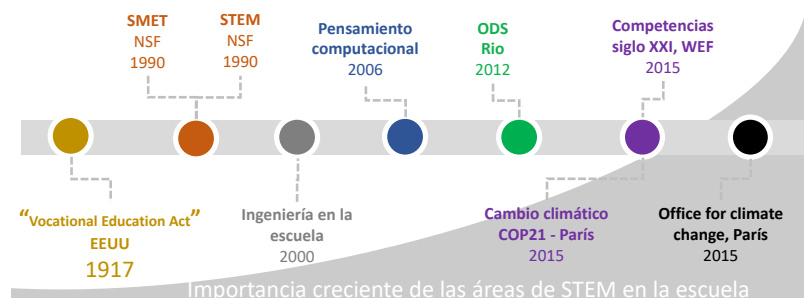 SMET
NSF
1990
STEM
NSF
1990
Pensamiento
computacional
2006
ODS
Rio
2012
Competencias
siglo XXI, WEF
2015
“Vocational Education Act”
EEUU
1917
Ingeniería en la
escuela
2000
Cambio climático
COP21 - París
2015
Office for climate
change, París
2015
Importancia creciente de las áreas de STEM en la escuela